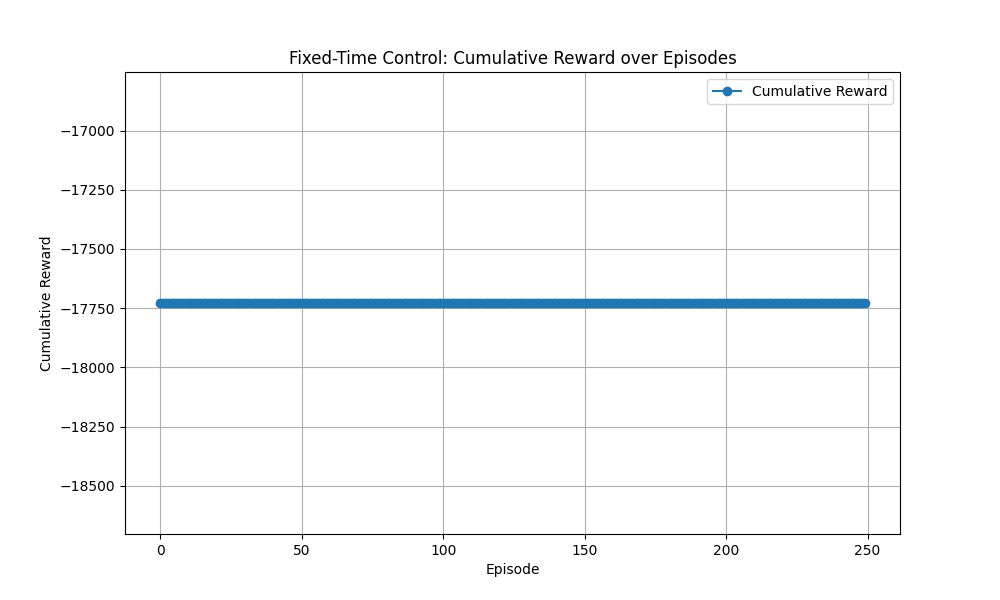 Fixed-Time Control: Cumulative Reward over Episodes
Cumulative Reward
−17000
−17250
−17500
−17750
−18000
−18250
−18500
Cumulative Reward
0 50 100 150 200 250
Episode